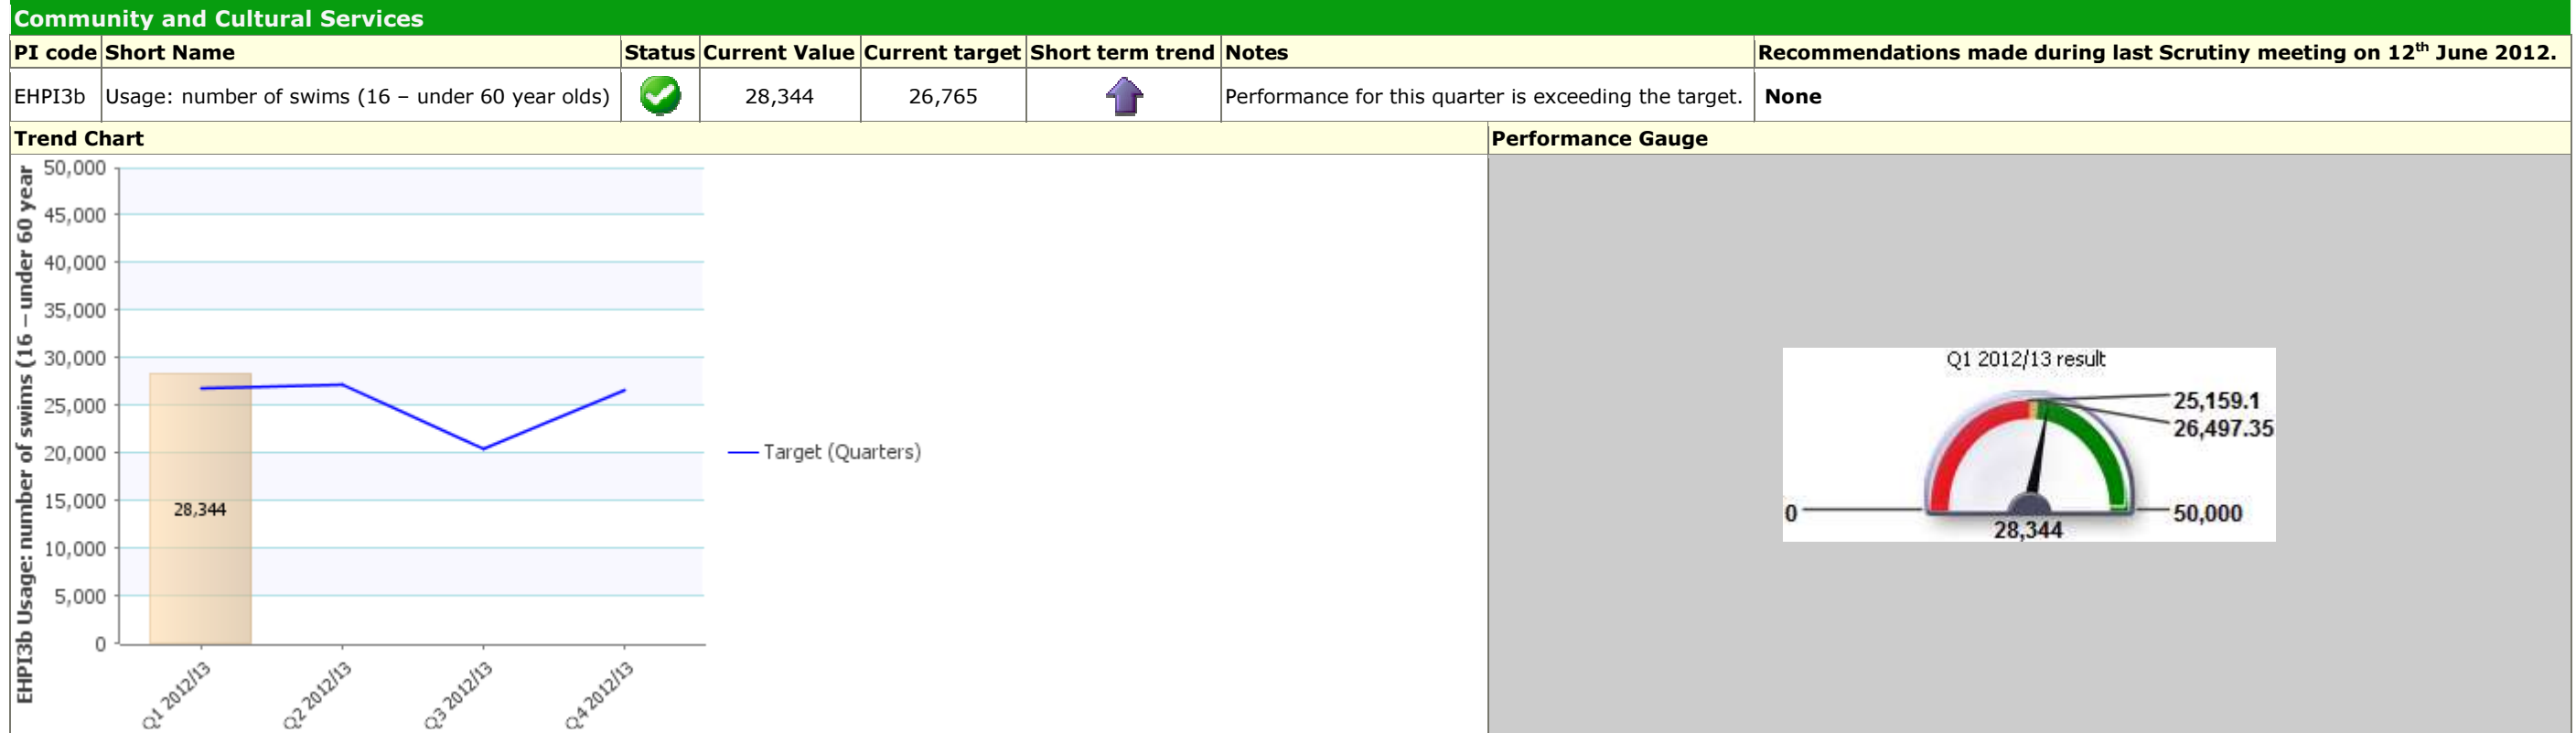 Community and Cultural Services
PI code Short Name Status Current Value Current target Short term trend Notes Recommendations made during last Scrutiny meeting on 12th June 2012.
EHPI3b Usage: number of swims (16 – under 60 year olds) 28,344 26,765 Performance for this quarter is exceeding the target. None
Trend Chart Performance Gauge
EHPI3b Usage: number of swims (16 – under 60 year
50,000
45,000
40,000
35,000
30,000
25,000
20,000
15,000
10,000
5,000
0
28,344
Q1 2012/13
Q2 2012/13
Q3 2012/13
Q4 2012/13
Target (Quarters)
Q1 2012/13 result
25,159.1
26,497.35
0
50,000
28,344